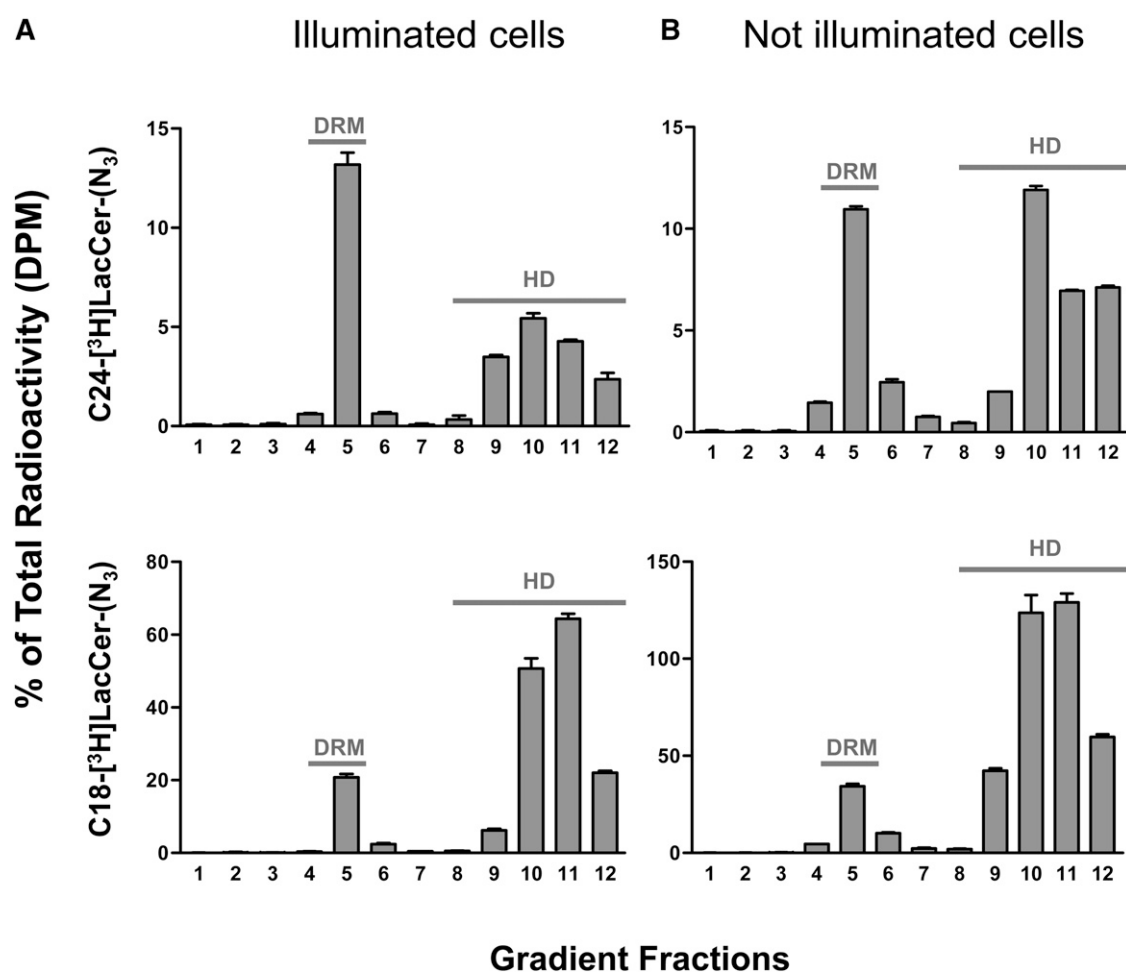 A Illuminated cells
B Not illuminated cells
% of Total Radioactivity (DPM)
C24-[³H]LacCer-(N₃)
15
10
5
0
DRM
HD
1 2 3 4 5 6 7 8 9 10 11 12
15
10
5
0
DRM
HD
1 2 3 4 5 6 7 8 9 10 11 12
C18-[³H]LacCer-(N₃)
80
60
40
20
0
DRM
HD
1 2 3 4 5 6 7 8 9 10 11 12
150
100
50
0
DRM
HD
1 2 3 4 5 6 7 8 9 10 11 12
Gradient Fractions